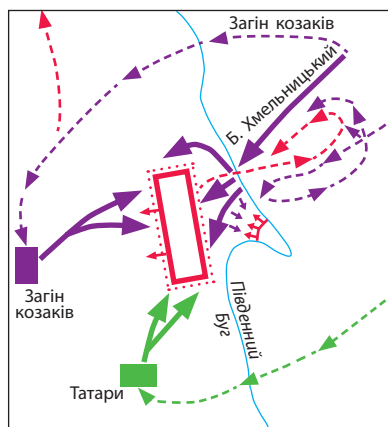 Загін козаків
Б. Хмельницький
Загін
козаків
Південний
Буг
Татари